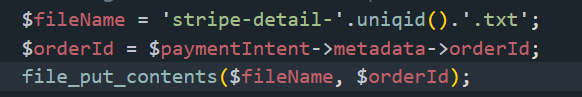 $fileName = 'stripe-detail-'.uniqid().'.txt';
$orderId = $paymentIntent->metadata->orderId;
file_put_contents($fileName, $orderId);